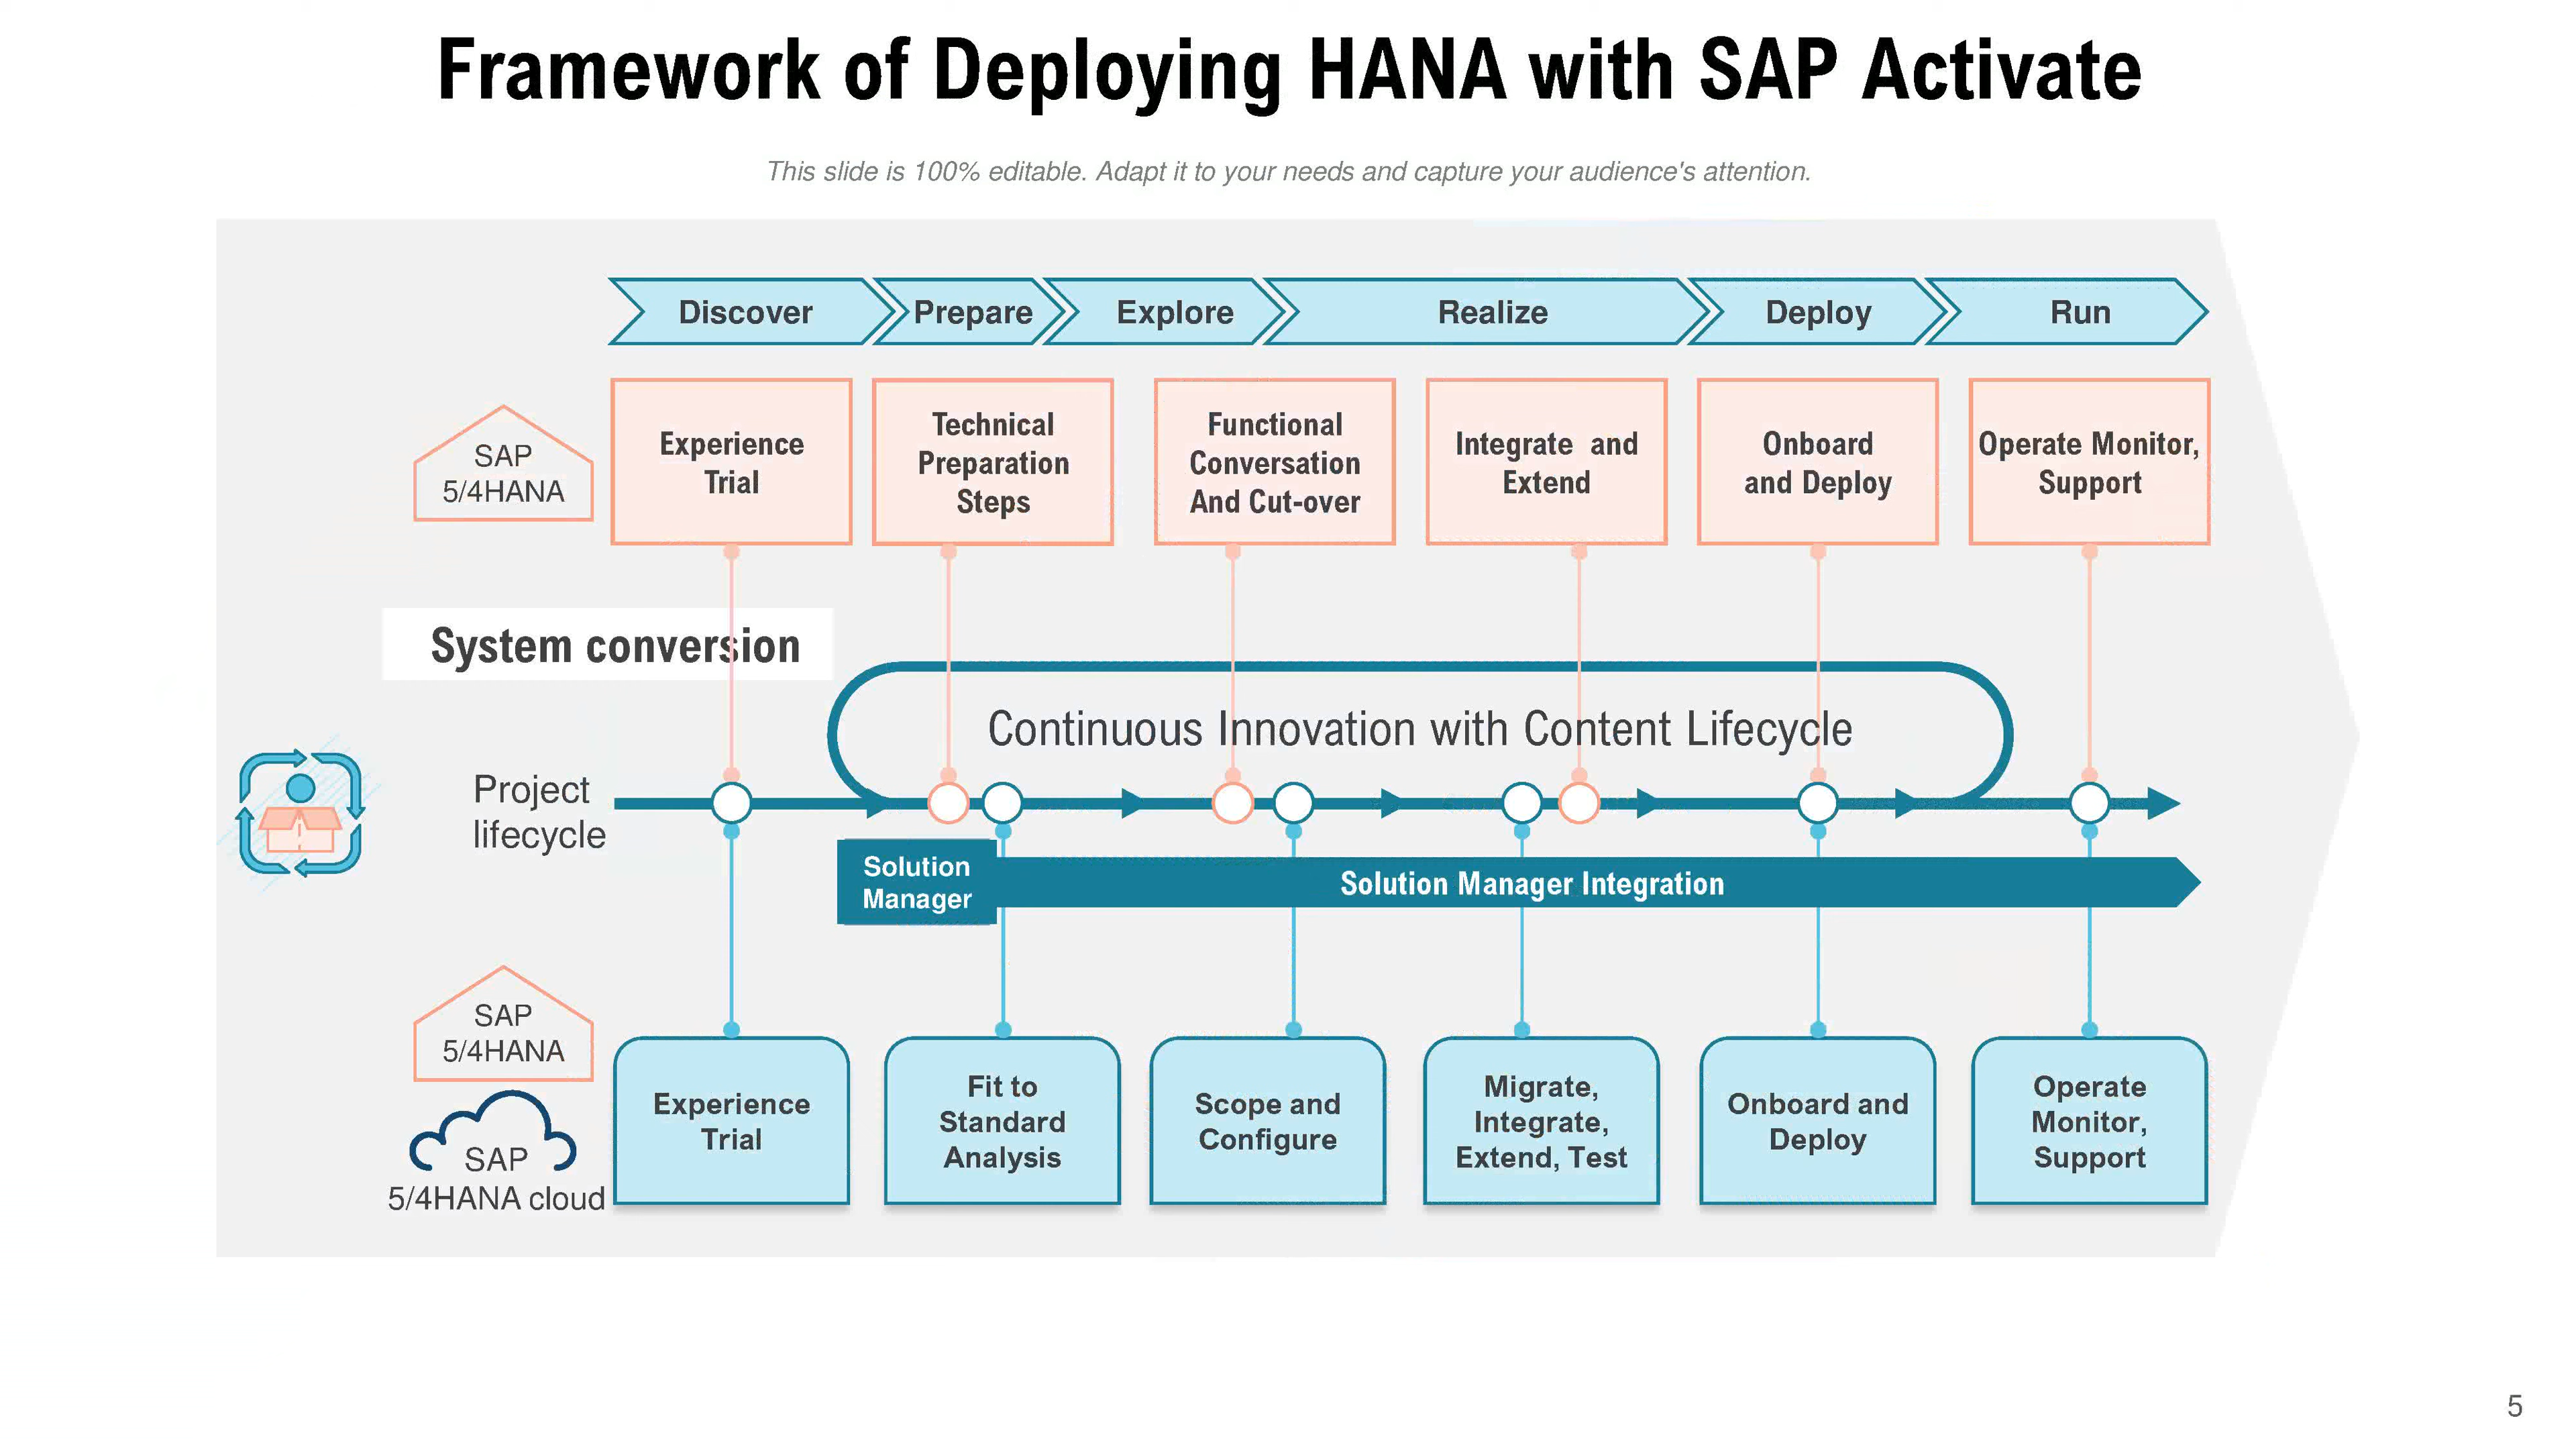 Framework of Deploying HANA with SAP Activate
This slide is 100% editable. Adapt it to your needs and capture your audience's attention.
Discover
Prepare
Explore
Realize
Deploy
Run
SAP
5/4HANA
Experience
Trial
Technical
Preparation
Steps
Functional
Conversation
And Cut-over
Integrate and
Extend
Onboard
and Deploy
Operate Monitor,
Support
System conversion
Continuous Innovation with Content Lifecycle
Project
lifecycle
Solution
Manager
Solution Manager Integration
SAP
5/4HANA
SAP
5/4HANA cloud
Experience
Trial
Fit to
Standard
Analysis
Scope and
Configure
Migrate,
Integrate,
Extend, Test
Onboard and
Deploy
Operate
Monitor,
Support
5